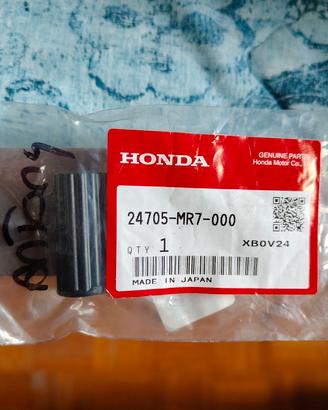 HONDA
GENUINE PARTS
Honda Motor Co.,
24705-MR7-000
QTY 1
XB0V24
MADE IN JAPAN